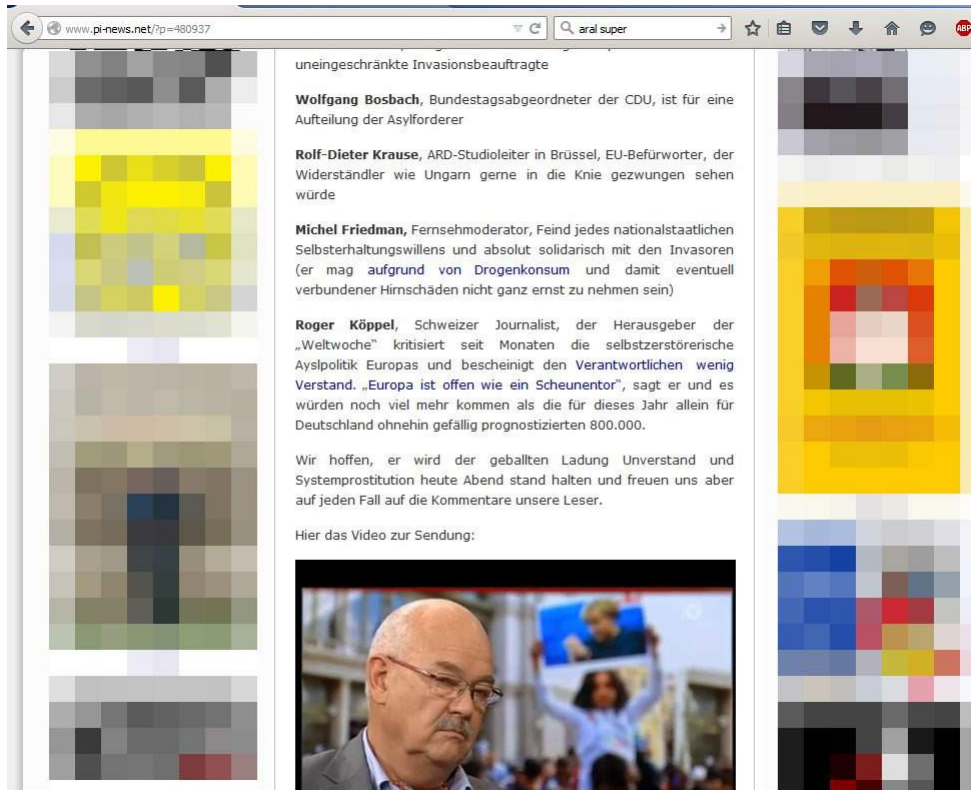 www.pi-news.net/?p=480937
aral super
ABP
uneingeschränkte Invasionsbeauftragte
Wolfgang Bosbach, Bundestagsabgeordneter der CDU, ist für eine
Aufteilung der Asylforderer
Rolf-Dieter Krause, ARD-Studioleiter in Brüssel, EU-Befürworter, der
Widerständler wie Ungarn gerne in die Knie gezwungen sehen
würde
Michel Friedman, Fernsehmoderator, Feind jedes nationalstaatlichen
Selbsterhaltungswillens und absolut solidarisch mit den Invasoren
(er mag aufgrund von Drogenkonsum und damit eventuell
verbundener Hirnschäden nicht ganz ernst zu nehmen sein)
Roger Köppel, Schweizer Journalist, der Herausgeber der
„Weltwoche“ kritisiert seit Monaten die selbstzerstörerische
Ayslpolitik Europas und bescheinigt den Verantwortlichen wenig
Verstand. „Europa ist offen wie ein Scheunentor“, sagt er und es
würden noch viel mehr kommen als die für dieses Jahr allein für
Deutschland ohnehin gefällig prognostizierten 800.000.
Wir hoffen, er wird der geballten Ladung Unverstand und
Systemprostitution heute Abend stand halten und freuen uns aber
auf jeden Fall auf die Kommentare unsere Leser.
Hier das Video zur Sendung: